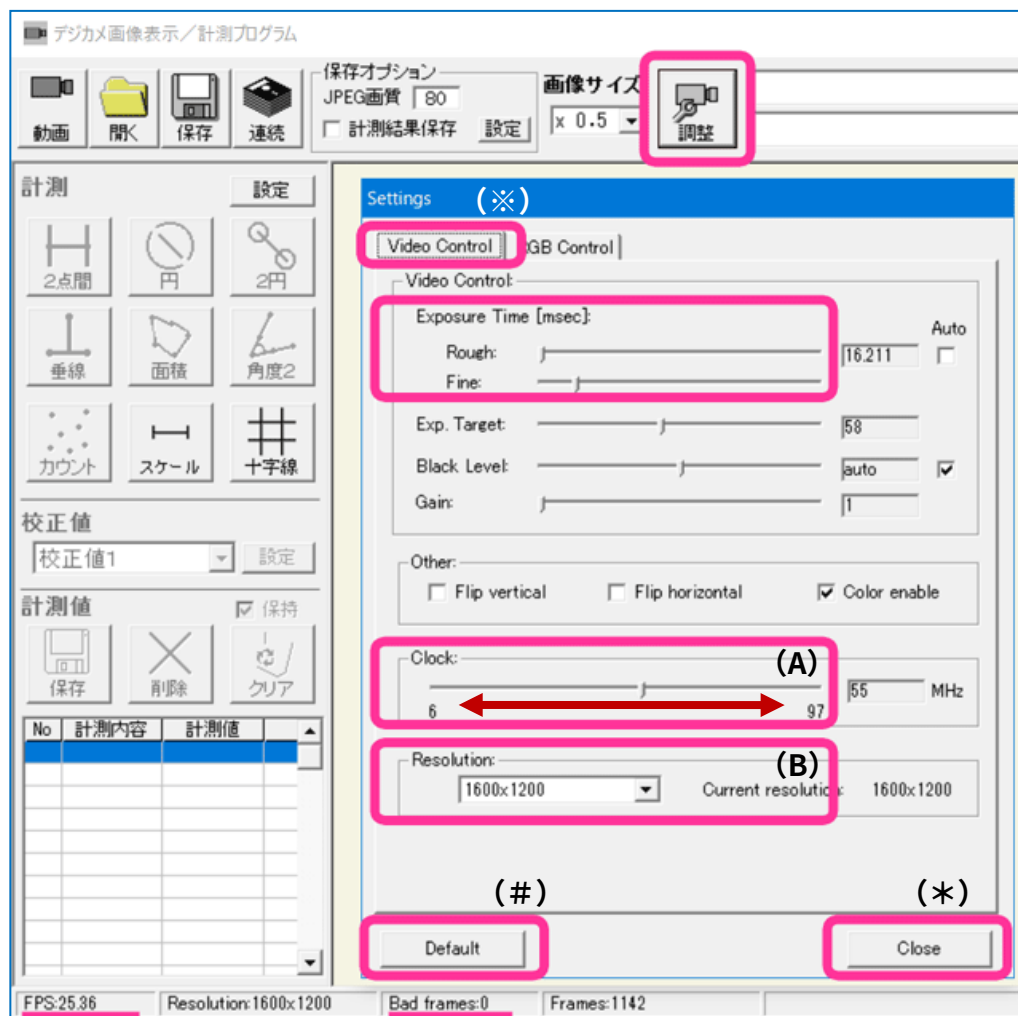 デジカメ画像表示／計測プログラム
動画
開く
保存
連続
保存オプション
JPEG画質 80
計測結果保存 設定
画像サイズ
x 0.5
調整
計測 設定
2点間
円
2円
垂線
面積
角度2
カウント
スケール
十字線
校正値
校正値1 設定
計測値 保持
保存
削除
クリア
No 計測内容 計測値
Settings (※)
Video Control
GB Control
Video Control:
Exposure Time [msec]:
Auto
Rough: 16.211
Fine:
Exp. Target: 58
Black Level: auto
Gain: 1
Other:
Flip vertical Flip horizontal Color enable
Clock: (A)
55 MHz
6 97
Resolution: (B)
1600x1200 Current resolution: 1600x1200
(#) (＊)
Default Close
FPS:25.36 Resolution:1600x1200 Bad frames:0 Frames:1142